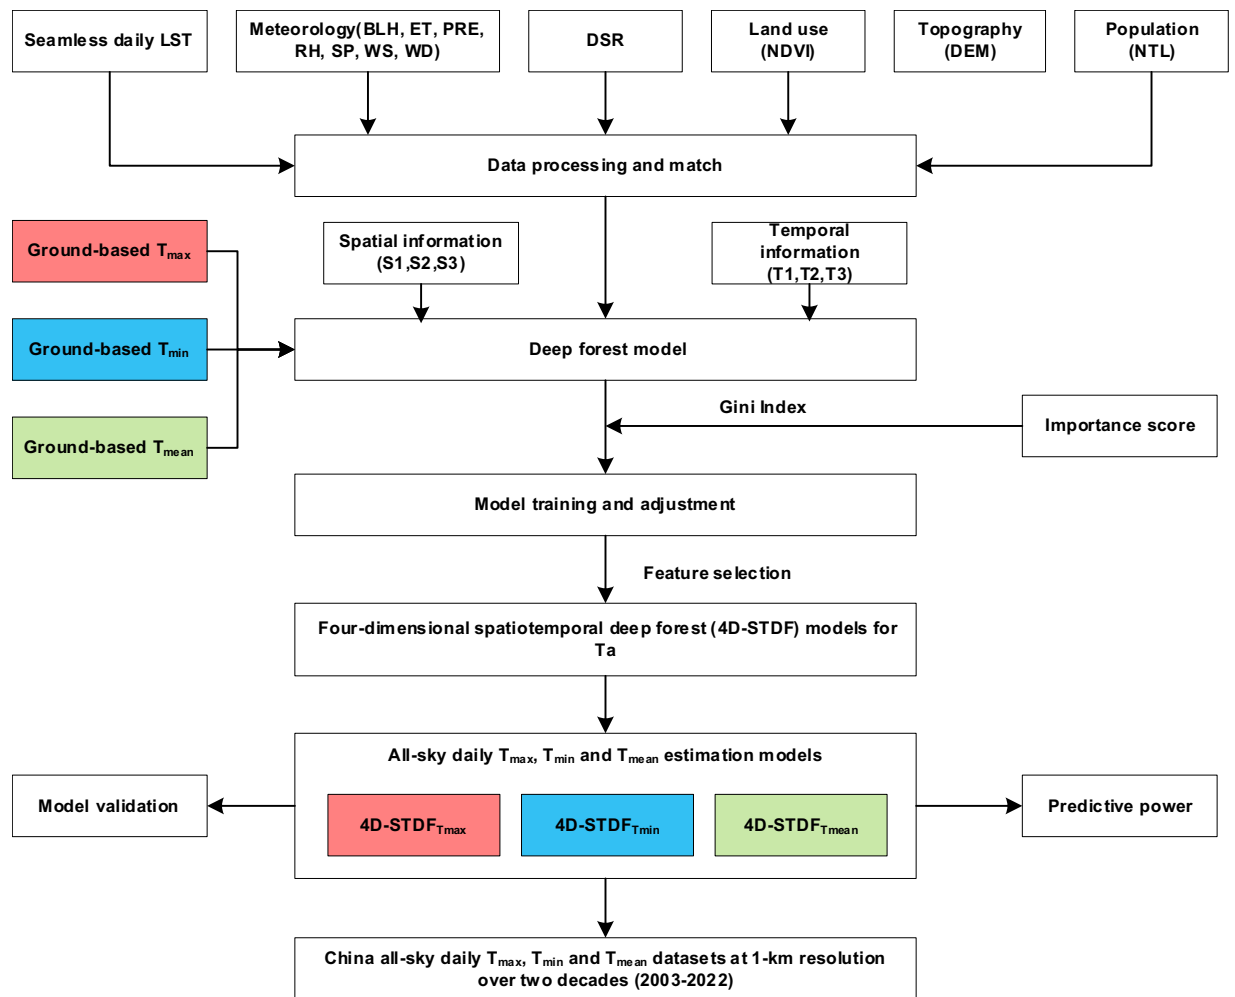 Seamless daily LST
Meteorology(BLH, ET, PRE,
RH, SP, WS, WD)
DSR
Land use
(NDVI)
Topography
(DEM)
Population
(NTL)
Data processing and match
Ground-based Tmax
Spatial information
(S1,S2,S3)
Temporal
information
(T1,T2,T3)
Ground-based Tmin
Deep forest model
Ground-based Tmean
Gini Index
Importance score
Model training and adjustment
Feature selection
Four-dimensional spatiotemporal deep forest (4D-STDF) models for
Ta
All-sky daily Tmax, Tmin and Tmean estimation models
Model validation
4D-STDFTmax
4D-STDFTmin
4D-STDFTmean
Predictive power
China all-sky daily Tmax, Tmin and Tmean datasets at 1-km resolution
over two decades (2003-2022)